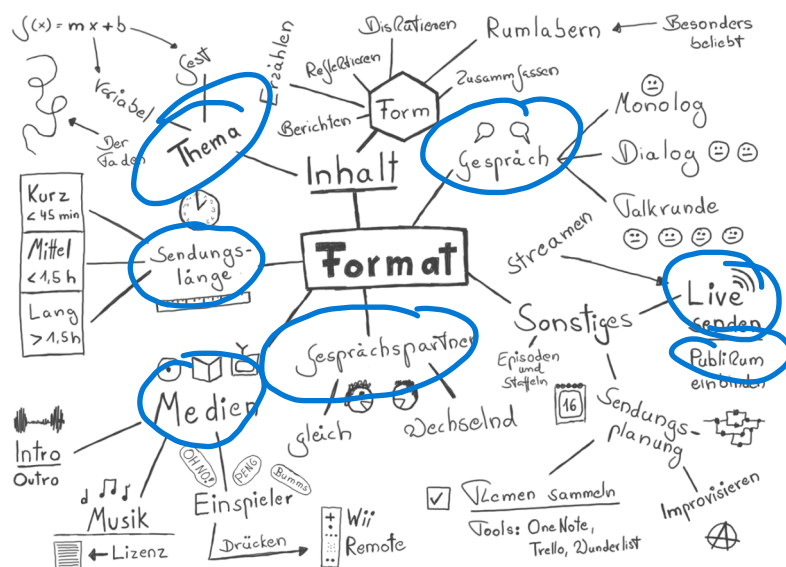 f(x) = mx + b
fest
Variabel
Der
Faden
Thema
Erzählen
Reflektieren
Diskutieren
Berichten
Form
Zusammfassen
Rumlabern
Besonders
beliebt
Inhalt
Gespräch
Monolog
Dialog
Talkrunde
Kurz
< 45 min
Mittel
< 1,5 h
Lang
> 1,5 h
Sendungs-
länge
Format
Streamen
Live
senden
Publikum
einbinden
Sonstiges
Episoden
und
Staffeln
16
Sendungs-
planung
Improvisieren
Themen sammeln
Tools: OneNote,
Trello, Wunderlist
Gesprächspartner
gleich
Wechselnd
Medien
Intro
Outro
Musik
Lizenz
OH NO!
PENG
Bumms
Einspieler
Drücken
Wii
Remote